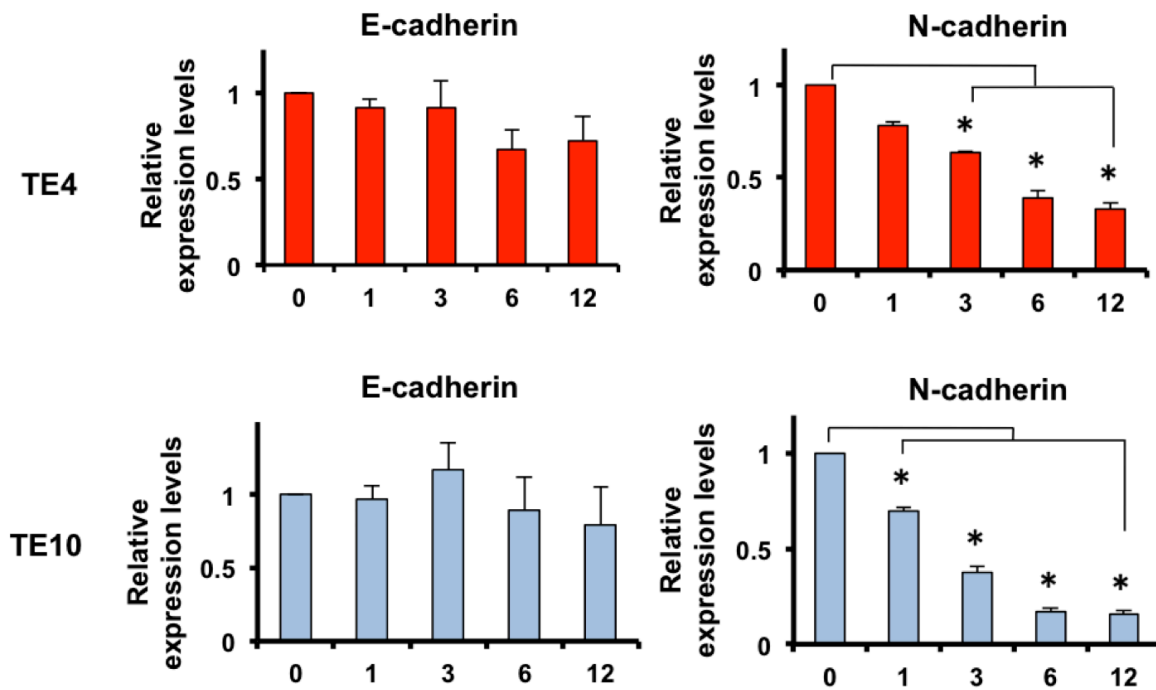 E-cadherin
N-cadherin
TE4
Relative
expression levels
1
0.5
0
0 1 3 6 12
Relative
expression levels
1
0.5
0
* * *
0 1 3 6 12
E-cadherin
N-cadherin
TE10
Relative
expression levels
1
0.5
0
0 1 3 6 12
Relative
expression levels
1
0.5
0
* * * *
0 1 3 6 12